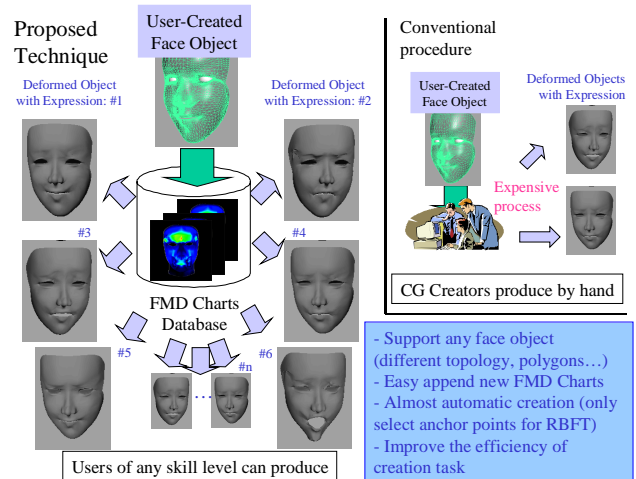 Proposed
Technique
User-Created
Face Object
Deformed Object
with Expression: #1
Deformed Object
with Expression: #2
#3
#4
FMD Charts
Database
#5
#6
#n
…
Users of any skill level can produce
Conventional
procedure
User-Created
Face Object
Deformed Objects
with Expression
Expensive
process
CG Creators produce by hand
- Support any face object
(different topology, polygons…)
- Easy append new FMD Charts
- Almost automatic creation (only
select anchor points for RBFT)
- Improve the efficiency of
creation task